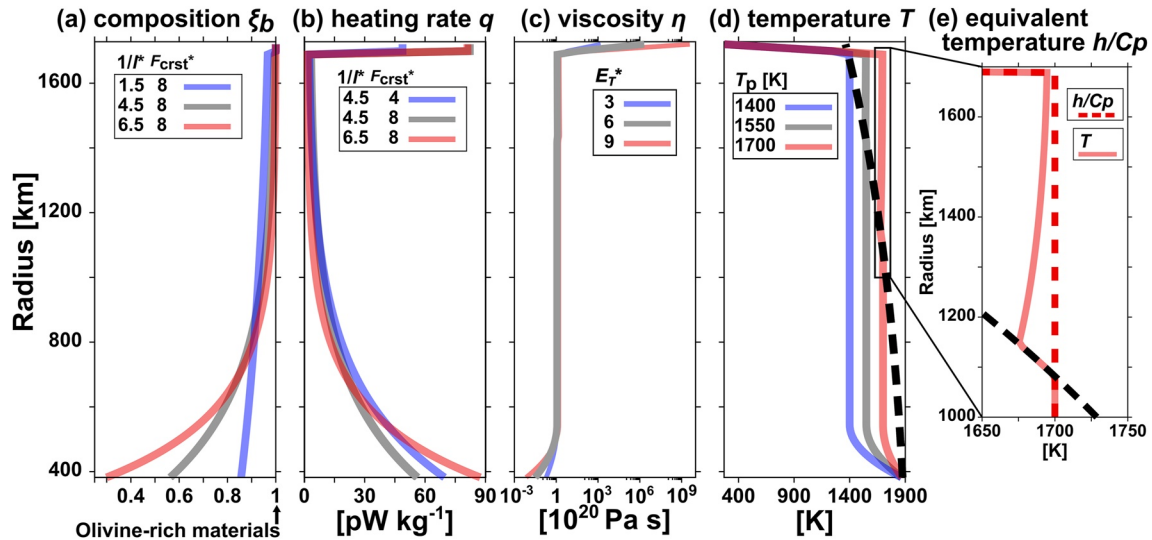 (a) composition ξb
(b) heating rate q
(c) viscosity η
(d) temperature T
(e) equivalent
temperature h/Cp
1/l* Fcrst*
1.5 8
4.5 8
6.5 8
1/l* Fcrst*
4.5 4
4.5 8
6.5 8
ET*
3
6
9
Tp [K]
1400
1550
1700
h/Cp
T
Radius [km]
1600
1200
800
400
0.4
0.6
0.8
1
Olivine-rich materials
0
30
60
90
[pW kg-1]
10-3
1
103
106
109
[1020 Pa s]
400
900
1400
1900
[K]
Radius [km]
1600
1400
1200
1000
1650
1700
1750
[K]